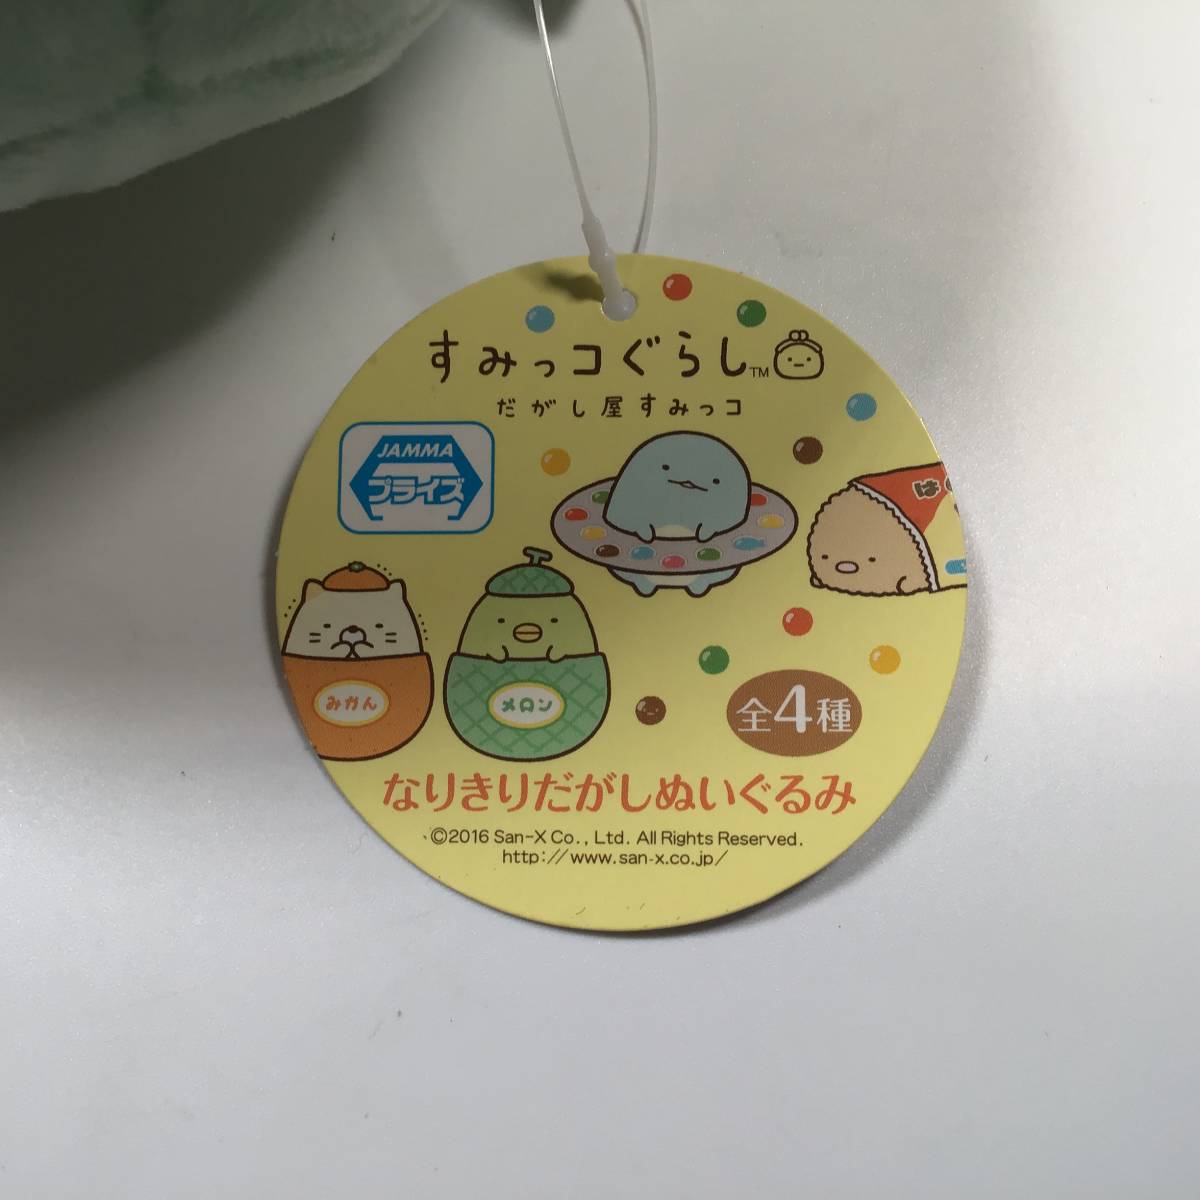 すみっコぐらし™
だがし屋すみっコ
JAMMA
プライズ
は
みかん
メロン
全4種
なりきりだがしぬいぐるみ
©2016 San-X Co., Ltd. All Rights Reserved.
http://www.san-x.co.jp/